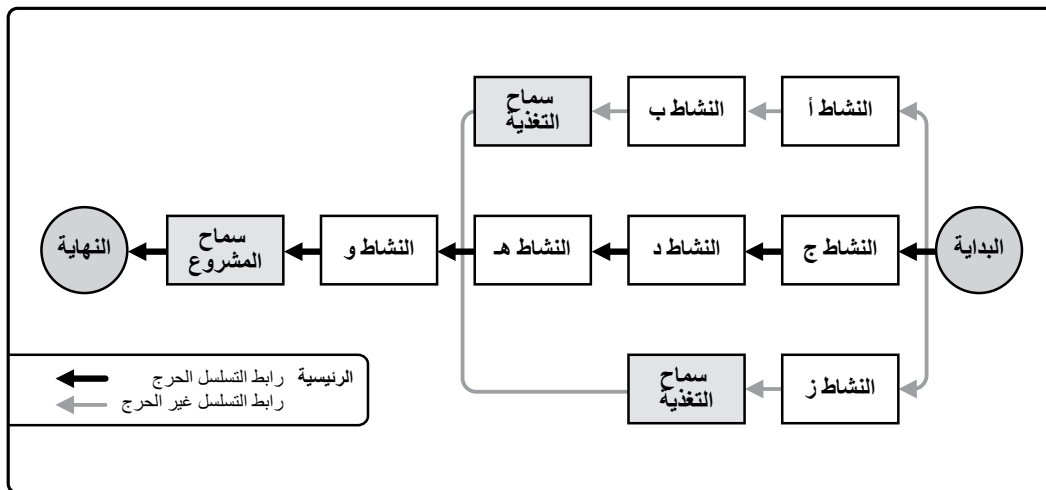 سماح
التغذية
النشاط ب
النشاط أ
البداية
النشاط ج
النشاط د
النشاط هـ
النشاط و
سماح
المشروع
النهاية
النشاط ز
سماح
التغذية
الرئيسية
رابط التسلسل الحرج
رابط التسلسل غير الحرج